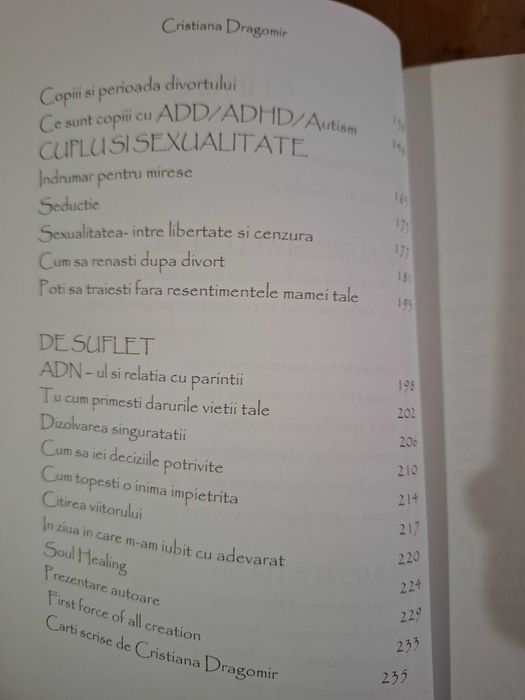 Cristiana Dragomir
Copiii si perioada divortului
Ce sunt copiii cu ADD/ADHD/Autism
CUPLU SI SEXUALITATE
Indrumar pentru mirese
Seductie 175
Sexualitatea- intre libertate si cenzura 177
Cum sa renasti dupa divort 181
Poti sa traiesti fara resentimentele mamei tale 193
DE SUFLET
ADN – ul si relatia cu parintii 198
Tu cum primesti darurile vietii tale 202
Dizolvarea singuratatii 206
Cum sa iei deciziile potrivite 210
Cum topesti o inima impietrita 214
Citirea viitorului 217
In ziua in care m-am iubit cu adevarat 220
Soul Healing 224
Prezentare autoare 229
First force of all creation 233
Carti scrise de Cristiana Dragomir 235